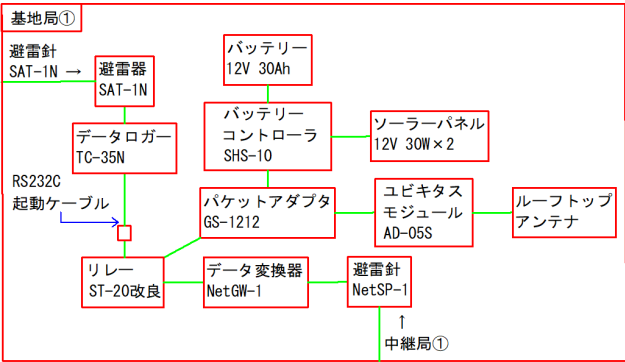 基地局①
避雷針
SAT-1N →
避雷器
SAT-1N
バッテリー
12V 30Ah
データロガー
TC-35N
バッテリー
コントローラ
SHS-10
ソーラーパネル
12V 30W×2
RS232C
起動ケーブル
パケットアダプタ
GS-1212
ユビキタス
モジュール
AD-05S
ルーフトップ
アンテナ
リレー
ST-20改良
データ変換器
NetGW-1
避雷針
NetSP-1
↑
中継局①